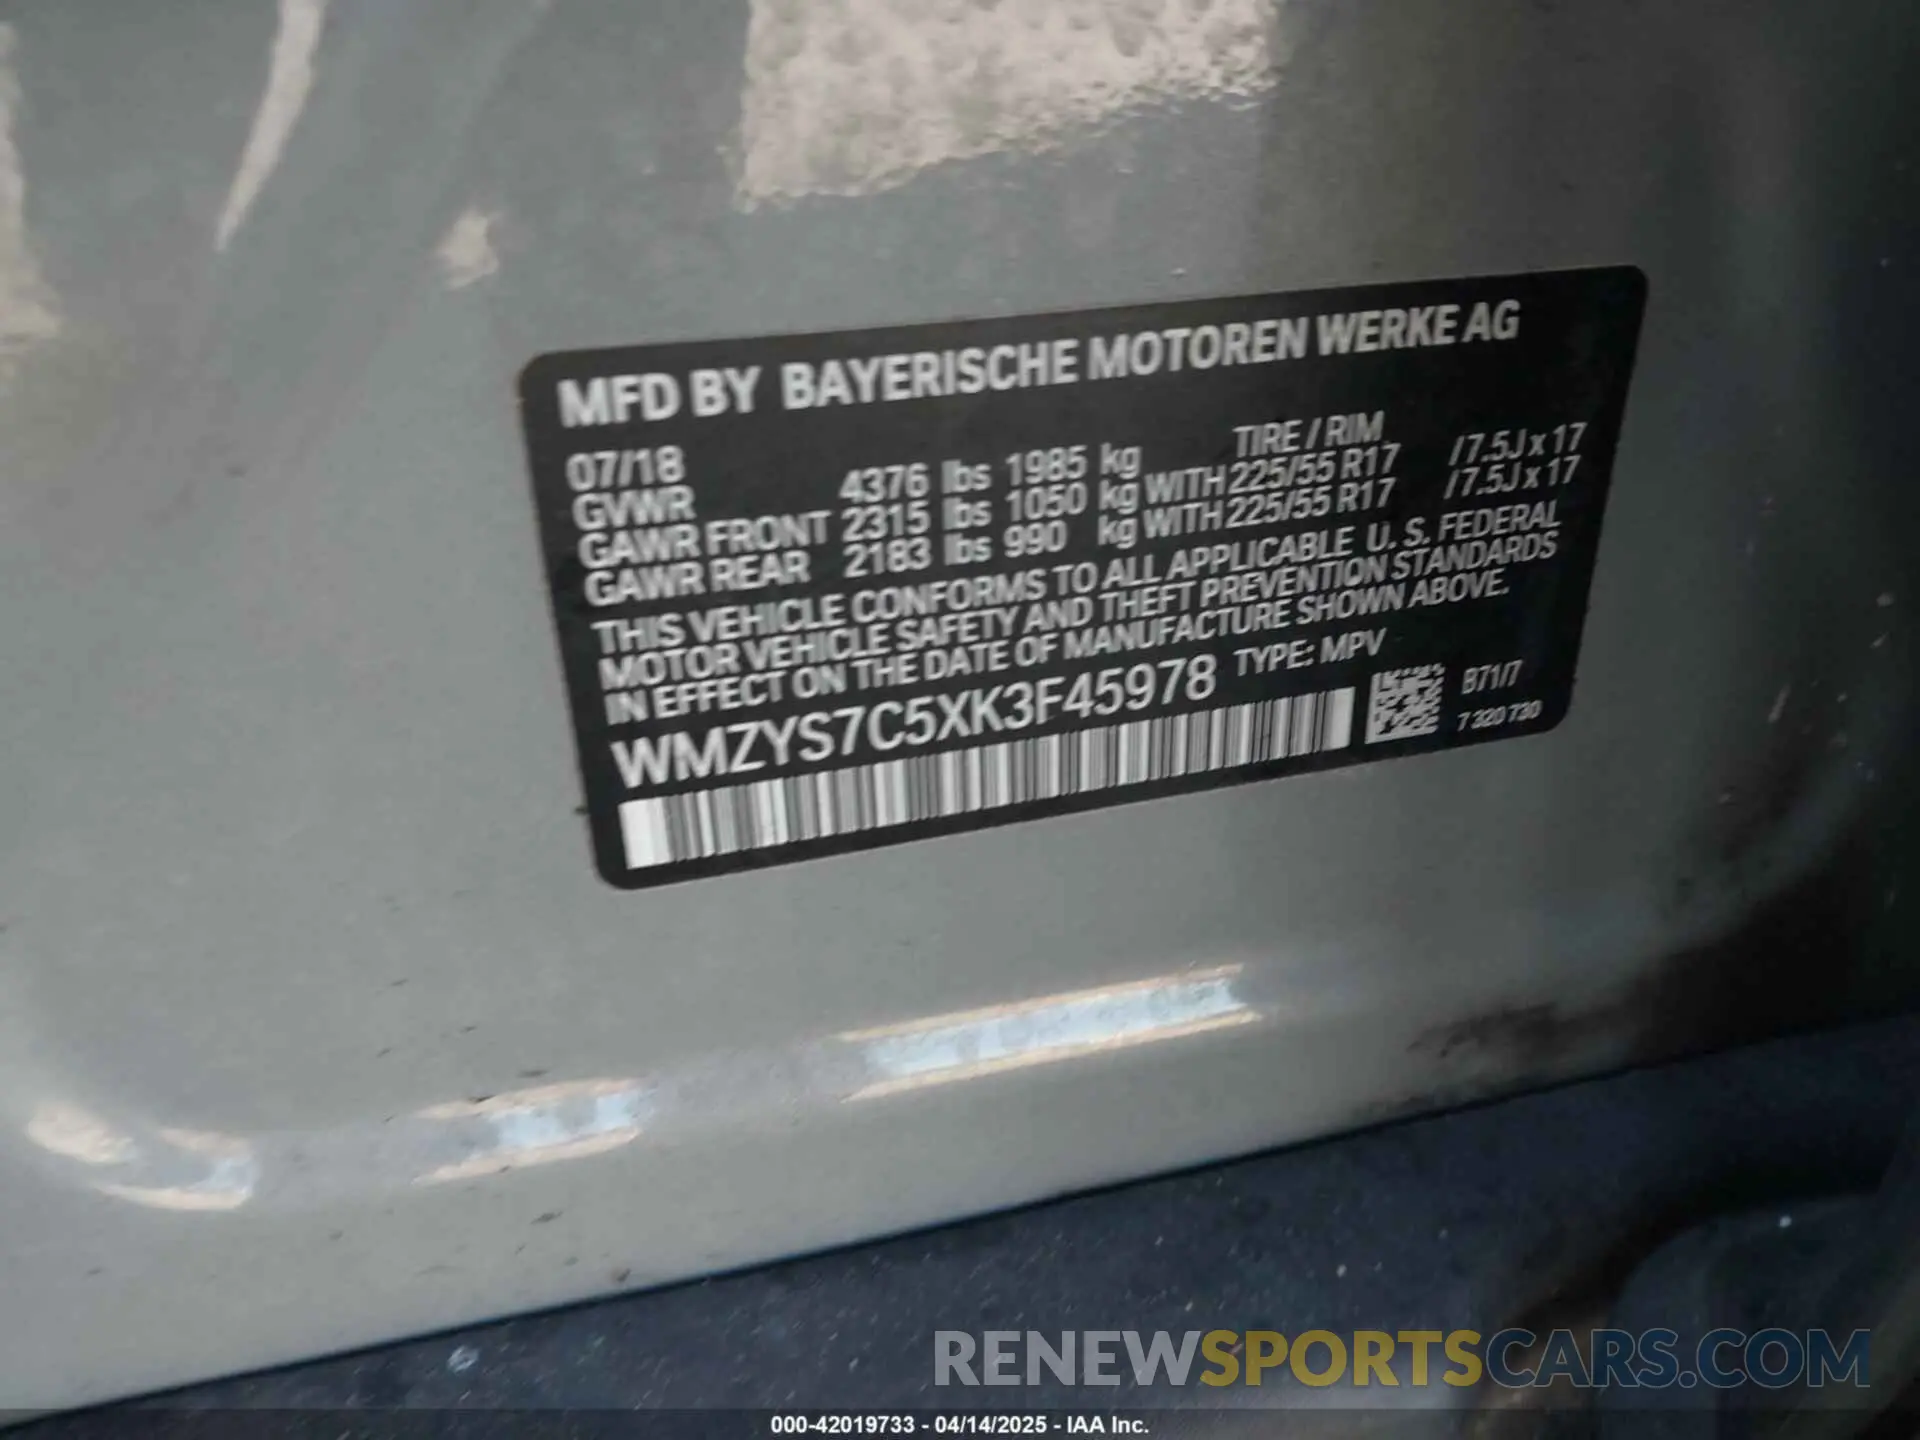 MFD BY BAYERISCHE MOTOREN WERKE AG
07/18 TIRE / RIM
GVWR 4376 lbs 1985 kg
GAWR FRONT 2315 lbs 1050 kg WITH 225/55 R17 /7.5J x 17
GAWR REAR 2183 lbs 990 kg WITH 225/55 R17 /7.5J x 17
THIS VEHICLE CONFORMS TO ALL APPLICABLE U. S. FEDERAL
MOTOR VEHICLE SAFETY AND THEFT PREVENTION STANDARDS
IN EFFECT ON THE DATE OF MANUFACTURE SHOWN ABOVE.
WMZYS7C5XK3F45978 TYPE: MPV
B71/7
7 320 730
RENEWSPORTSCARS.COM
000-42019733 - 04/14/2025 - IAA Inc.